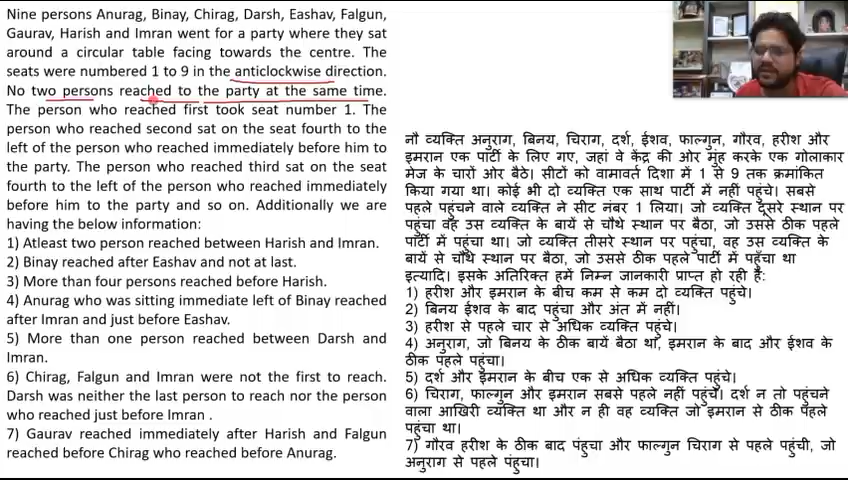 Nine persons Anurag, Binay, Chirag, Darsh, Eashav, Falgun,
Gaurav, Harish and Imran went for a party where they sat
around a circular table facing towards the centre. The
seats were numbered 1 to 9 in the anticlockwise direction.
No two persons reached to the party at the same time.
The person who reached first took seat number 1. The
person who reached second sat on the seat fourth to the
left of the person who reached immediately before him to
the party. The person who reached third sat on the seat
fourth to the left of the person who reached immediately
before him to the party and so on. Additionally we are
having the below information:
1) Atleast two person reached between Harish and Imran.
2) Binay reached after Eashav and not at last.
3) More than four persons reached before Harish.
4) Anurag who was sitting immediate left of Binay reached
after Imran and just before Eashav.
5) More than one person reached between Darsh and
Imran.
6) Chirag, Falgun and Imran were not the first to reach.
Darsh was neither the last person to reach nor the person
who reached just before Imran .
7) Gaurav reached immediately after Harish and Falgun
reached before Chirag who reached before Anurag.
नौ व्यक्ति अनुराग, बिनय, चिराग, दर्श, ईशव, फाल्गुन, गौरव, हरीश और
इमरान एक पार्टी के लिए गए, जहां वे केंद्र की ओर मुंह करके एक गोलाकार
मेज के चारों ओर बैठे। सीटों को वामावर्त दिशा में 1 से 9 तक क्रमांकित
किया गया था। कोई भी दो व्यक्ति एक साथ पार्टी में नहीं पहुंचे। सबसे
पहले पहुंचने वाले व्यक्ति ने सीट नंबर 1 लिया। जो व्यक्ति दूसरे स्थान पर
पहुंचा वह उस व्यक्ति के बायें से चौथे स्थान पर बैठा, जो उससे ठीक पहले
पार्टी में पहुंचा था। जो व्यक्ति तीसरे स्थान पर पहुंचा, वह उस व्यक्ति के
बायें से चौथे स्थान पर बैठा, जो उससे ठीक पहले पार्टी में पहुँचा था
इत्यादि। इसके अतिरिक्त हमें निम्न जानकारी प्राप्त हो रही है:
1) हरीश और इमरान के बीच कम से कम दो व्यक्ति पहुंचे।
2) बिनय ईशव के बाद पहुंचा और अंत में नहीं।
3) हरीश से पहले चार से अधिक व्यक्ति पहुंचे।
4) अनुराग, जो बिनय के ठीक बायें बैठा था, इमरान के बाद और ईशव के
ठीक पहले पहुंचा।
5) दर्श और इमरान के बीच एक से अधिक व्यक्ति पहुंचे।
6) चिराग, फाल्गुन और इमरान सबसे पहले नहीं पहुंचे। दर्श न तो पहुंचने
वाला आखिरी व्यक्ति था और न ही वह व्यक्ति जो इमरान से ठीक पहले
पहुंचा था।
7) गौरव हरीश के ठीक बाद पंहुचा और फाल्गुन चिराग से पहले पहुंची, जो
अनुराग से पहले पंहुचा।